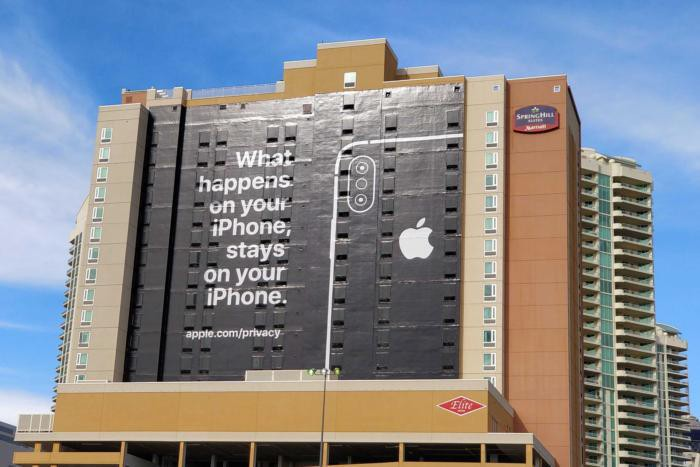 What
happens
on your
iPhone,
stays
on your
iPhone.
apple.com/privacy
SPRINGHILL
SUITES
Marriott
Elite